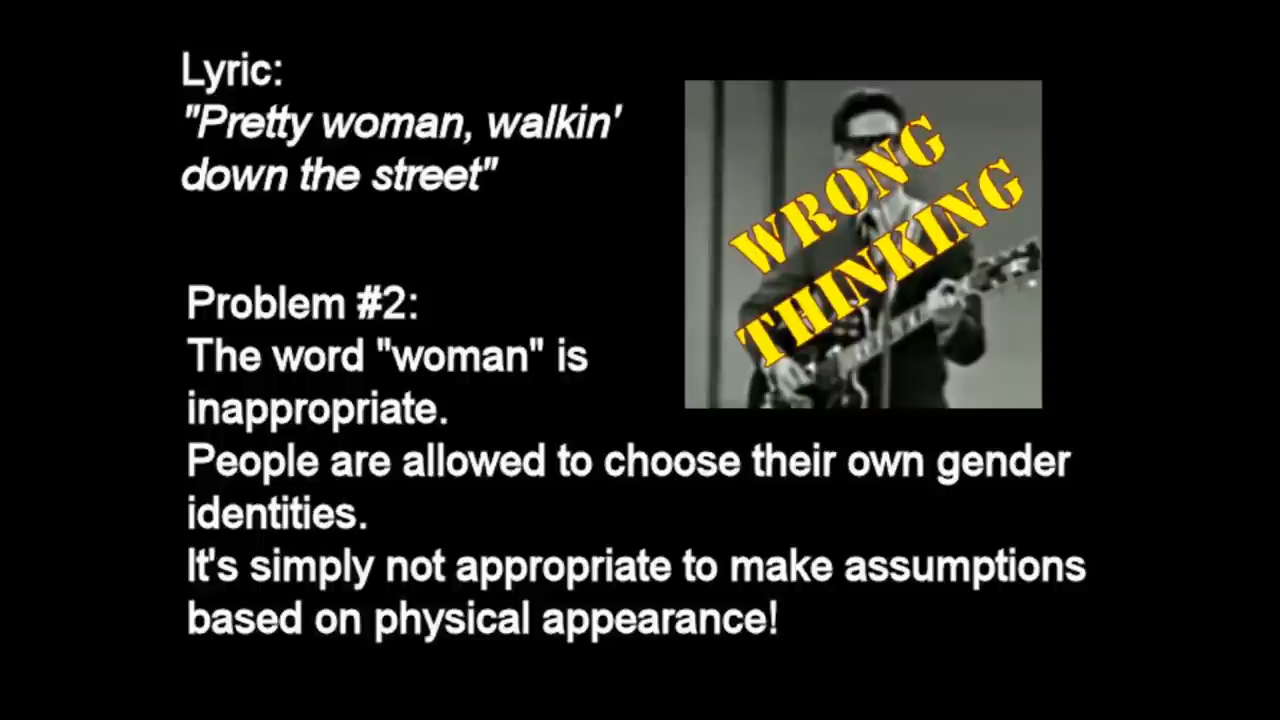 Lyric:
"Pretty woman, walkin'
down the street"
WRONG
THINKING
Problem #2:
The word "woman" is
inappropriate.
People are allowed to choose their own gender
identities.
It's simply not appropriate to make assumptions
based on physical appearance!